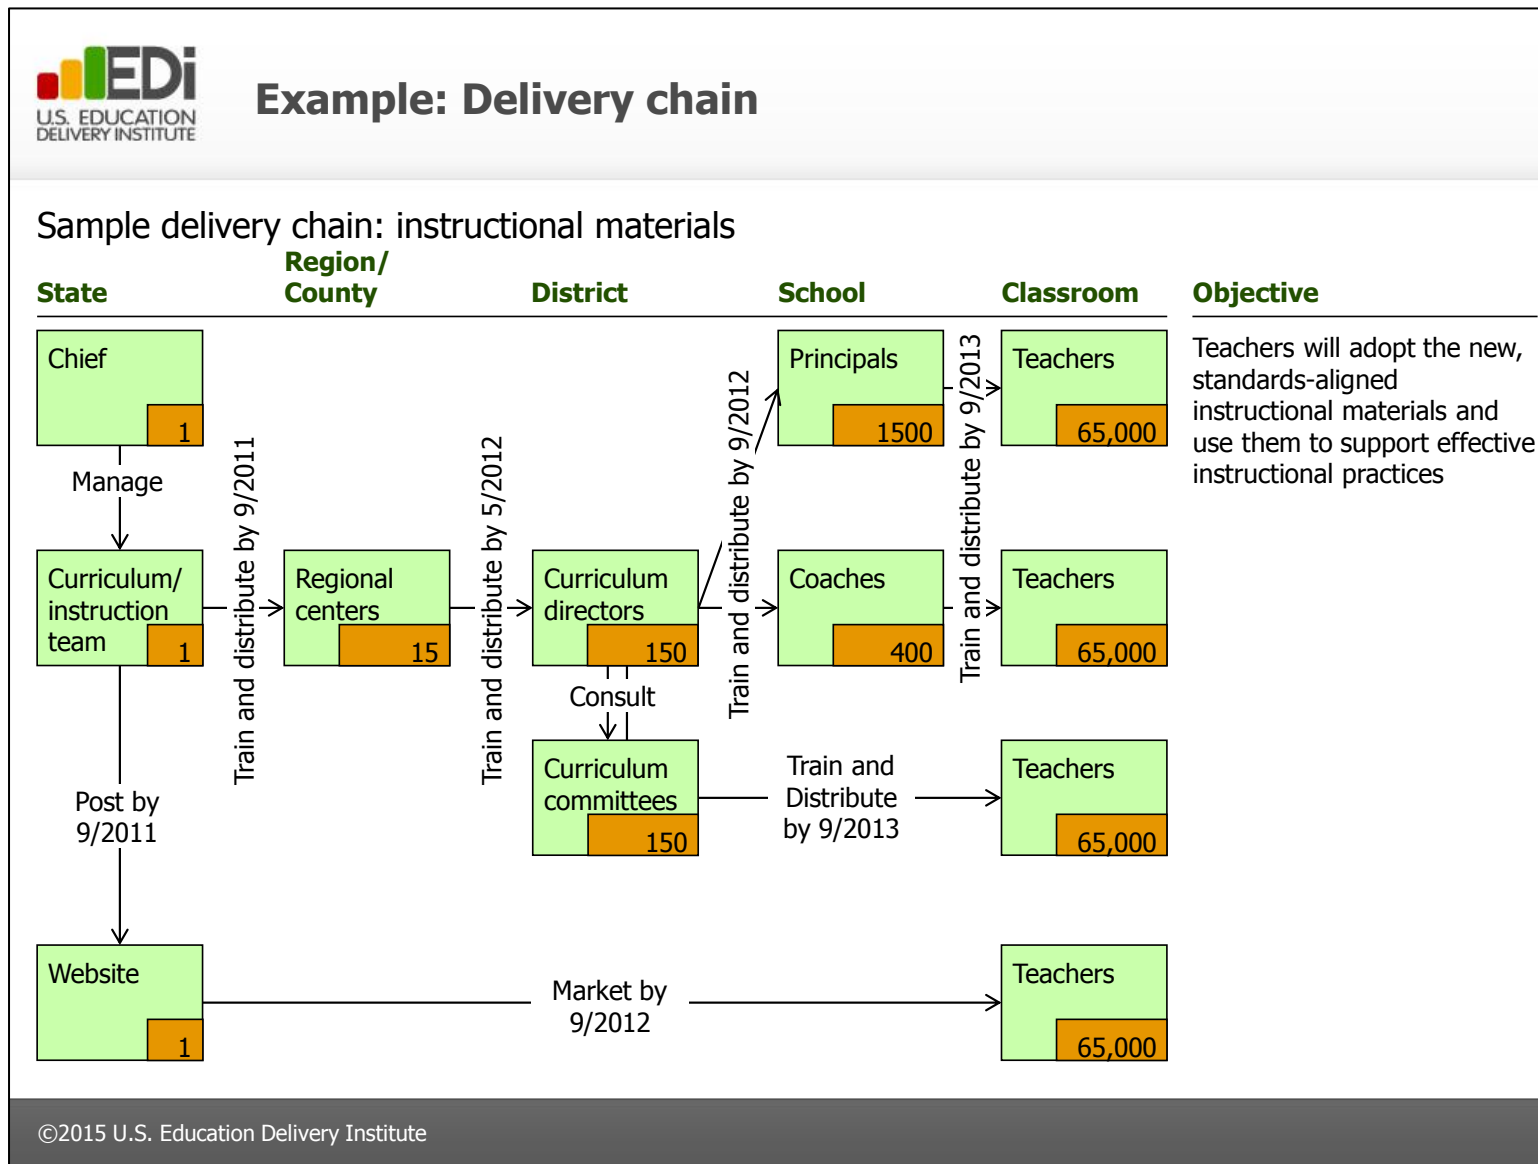 EDi
U.S. EDUCATION
DELIVERY INSTITUTE
Example: Delivery chain
Sample delivery chain: instructional materials
State
Region/
County
District
School
Classroom
Objective
Chief
1
Manage
Curriculum/
instruction
team
1
Post by
9/2011
Website
1
Train and distribute by 9/2011
Regional
centers
15
Train and distribute by 5/2012
Curriculum
directors
150
Consult
Curriculum
committees
150
Train and distribute by 9/2012
Principals
1500
Coaches
400
Train and distribute by 9/2013
Train and
Distribute
by 9/2013
Market by
9/2012
Teachers
65,000
Teachers
65,000
Teachers
65,000
Teachers
65,000
Teachers will adopt the new,
standards-aligned
instructional materials and
use them to support effective
instructional practices
©2015 U.S. Education Delivery Institute